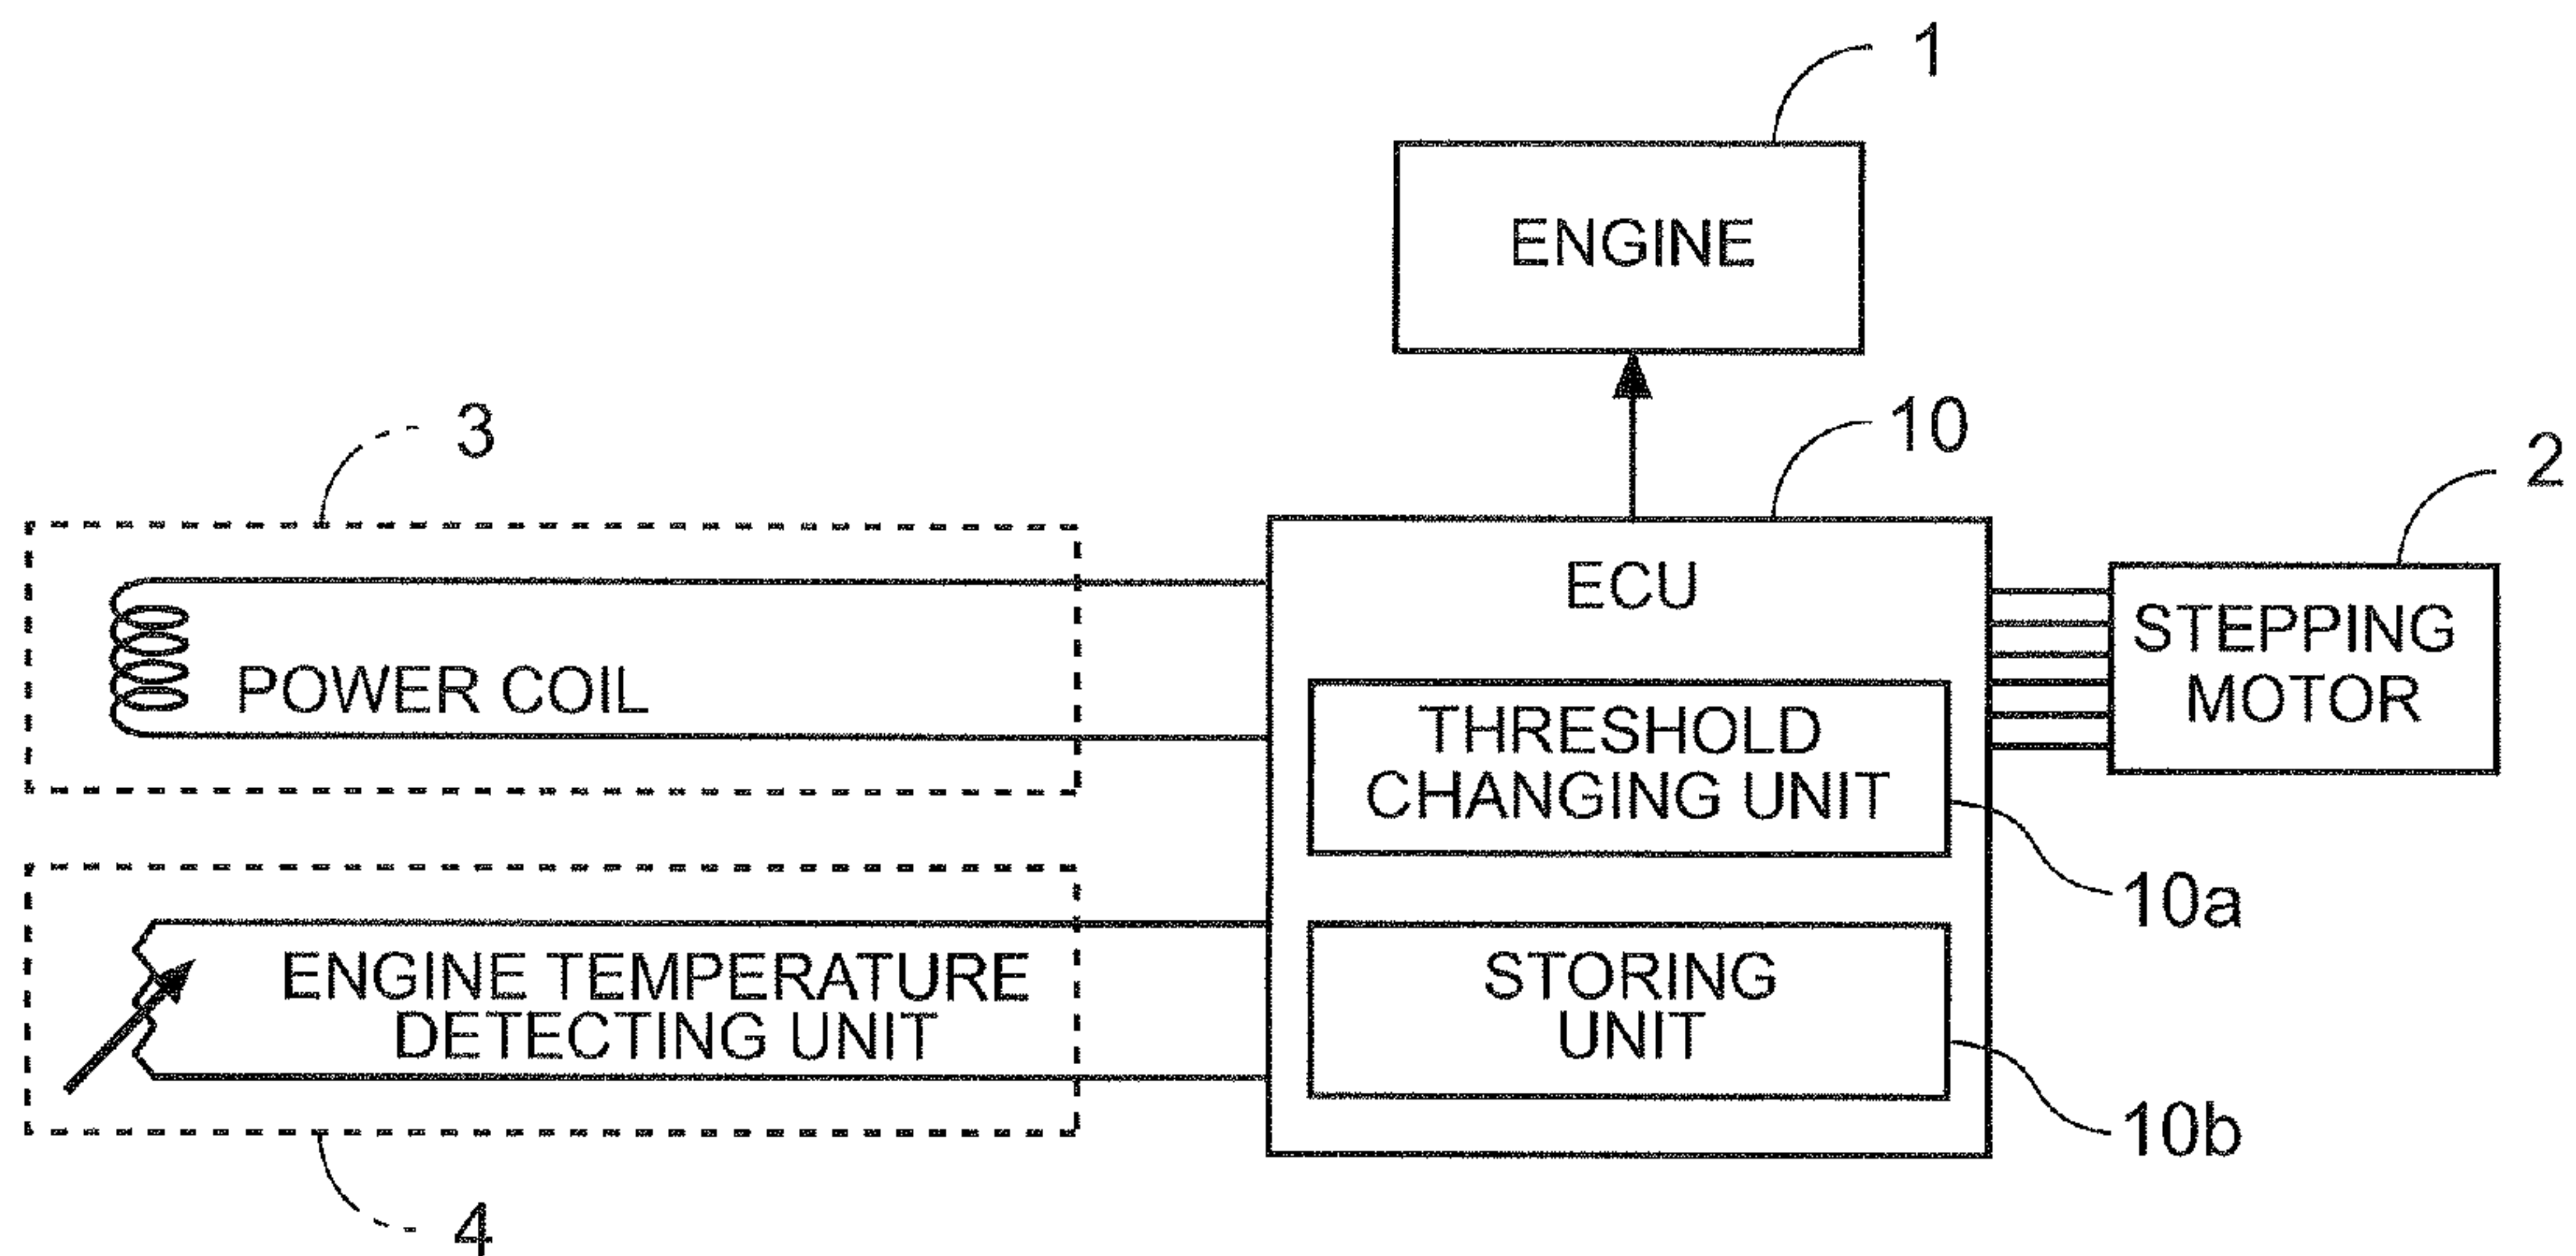 1
ENGINE
3
10
2
ECU
STEPPING
MOTOR
POWER COIL
THRESHOLD
CHANGING UNIT
10a
ENGINE TEMPERATURE
DETECTING UNIT
STORING
UNIT
10b
4